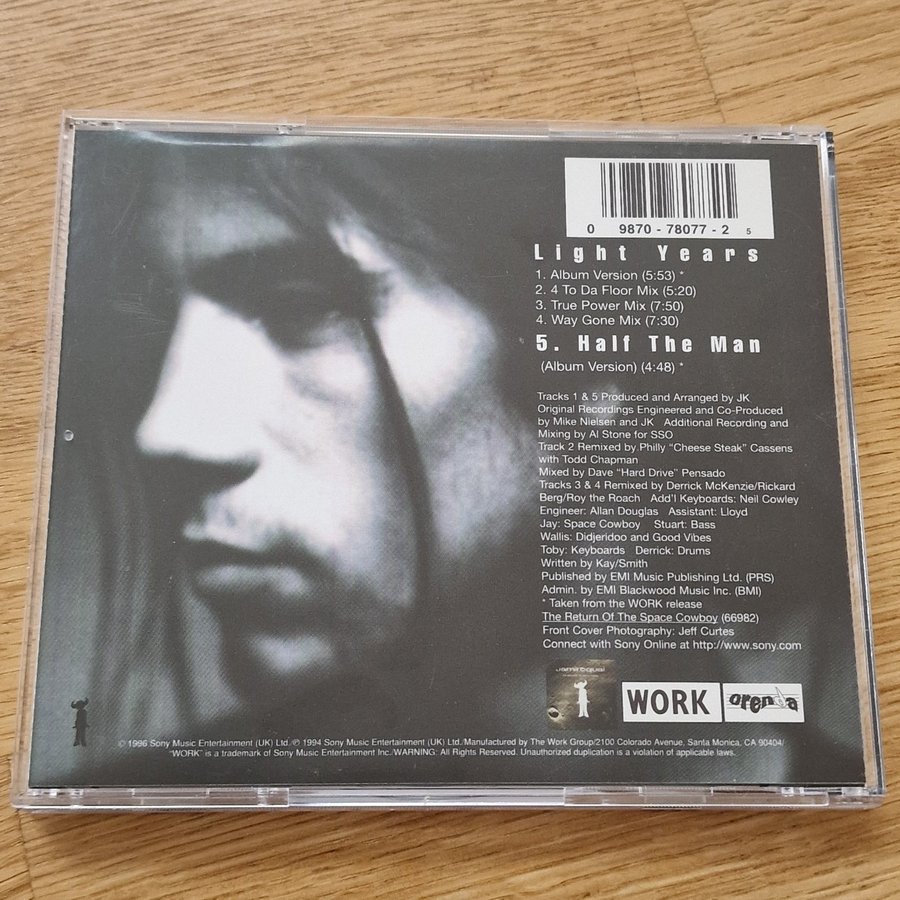 0 9870 - 78077 - 2 5
Light Years
1. Album Version (5:53) *
2. 4 To Da Floor Mix (5:20)
3. True Power Mix (7:50)
4. Way Gone Mix (7:30)
5. Half The Man
(Album Version) (4:48) *
Tracks 1 & 5 Produced and Arranged by JK
Original Recordings Engineered and Co-Produced
by Mike Nielsen and JK Additional Recording and
Mixing by Al Stone for SSO
Track 2 Remixed by Philly "Cheese Steak" Cassens
with Todd Chapman
Mixed by Dave "Hard Drive" Pensado
Tracks 3 & 4 Remixed by Derrick McKenzie/Rickard
Berg/Roy the Roach Add'l Keyboards: Neil Cowley
Engineer: Allan Douglas Assistant: Lloyd
Jay: Space Cowboy Stuart: Bass
Wallis: Didjeridoo and Good Vibes
Toby: Keyboards Derrick: Drums
Written by Kay/Smith
Published by EMI Music Publishing Ltd. (PRS)
Admin. by EMI Blackwood Music Inc. (BMI)
* Taken from the WORK release
The Return Of The Space Cowboy (66982)
Front Cover Photography: Jeff Curtes
Connect with Sony Online at http://www.sony.com
Jamiroquai
WORK
orenda
© 1996 Sony Music Entertainment (UK) Ltd./℗ 1994 Sony Music Entertainment (UK) Ltd./Manufactured by The Work Group/2100 Colorado Avenue, Santa Monica, CA 90404/
"WORK" is a trademark of Sony Music Entertainment Inc./WARNING: All Rights Reserved. Unauthorized duplication is a violation of applicable laws.